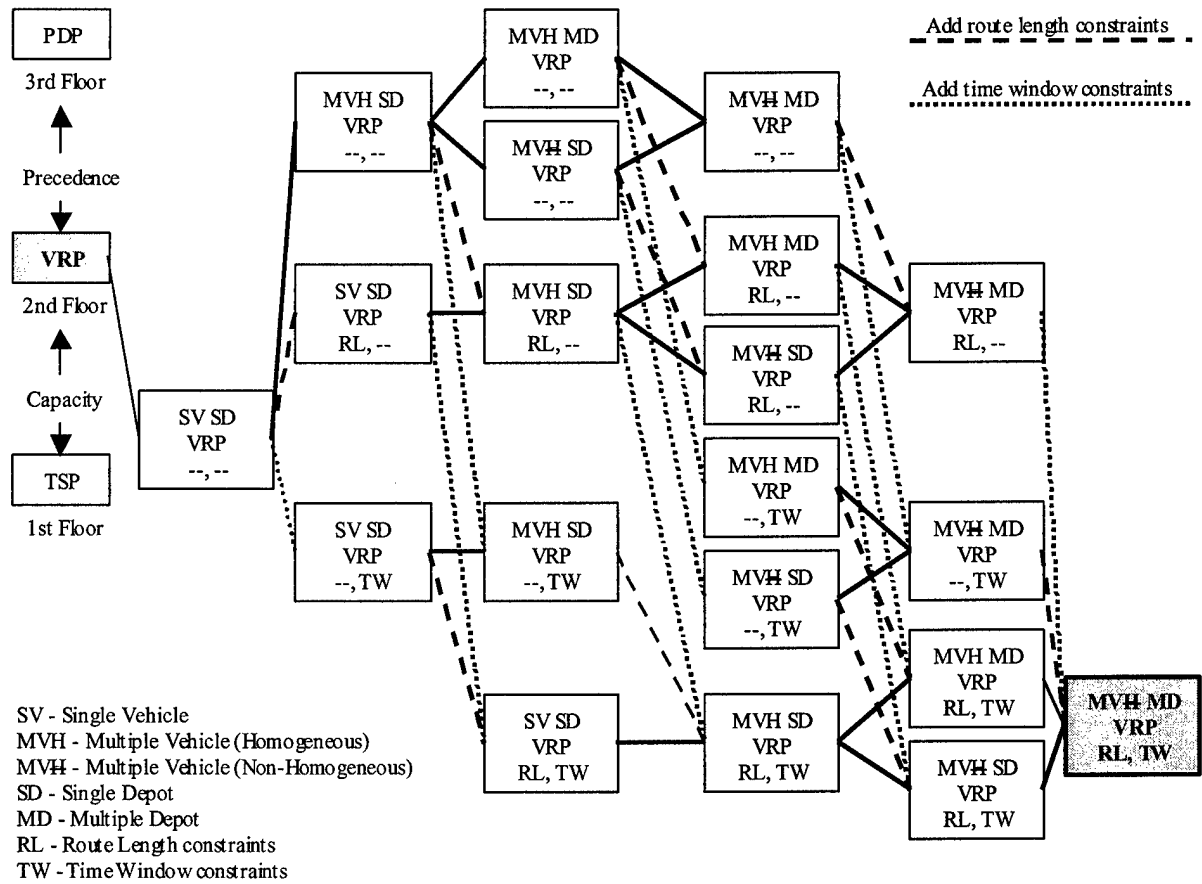 PDP
3rd Floor
Precedence
VRP
2nd Floor
Capacity
TSP
1st Floor
SV SD
VRP
--, --
MVH SD
VRP
--, --
SV SD
VRP
RL, --
SV SD
VRP
--, TW
MVH MD
VRP
--, --
MVH SD
VRP
--, --
MVH SD
VRP
RL, --
MVH SD
VRP
--, TW
SV SD
VRP
RL, TW
MVH MD
VRP
--, --
MVH MD
VRP
RL, --
MVH SD
VRP
RL, --
MVH MD
VRP
--, TW
MVH SD
VRP
--, TW
MVH SD
VRP
RL, TW
MVH MD
VRP
RL, --
MVH MD
VRP
--, TW
MVH MD
VRP
RL, TW
MVH SD
VRP
RL, TW
MVH MD
VRP
RL, TW
Add route length constraints
Add time window constraints
SV - Single Vehicle
MVH - Multiple Vehicle (Homogeneous)
MVH - Multiple Vehicle (Non-Homogeneous)
SD - Single Depot
MD - Multiple Depot
RL - Route Length constraints
TW - Time Window constraints